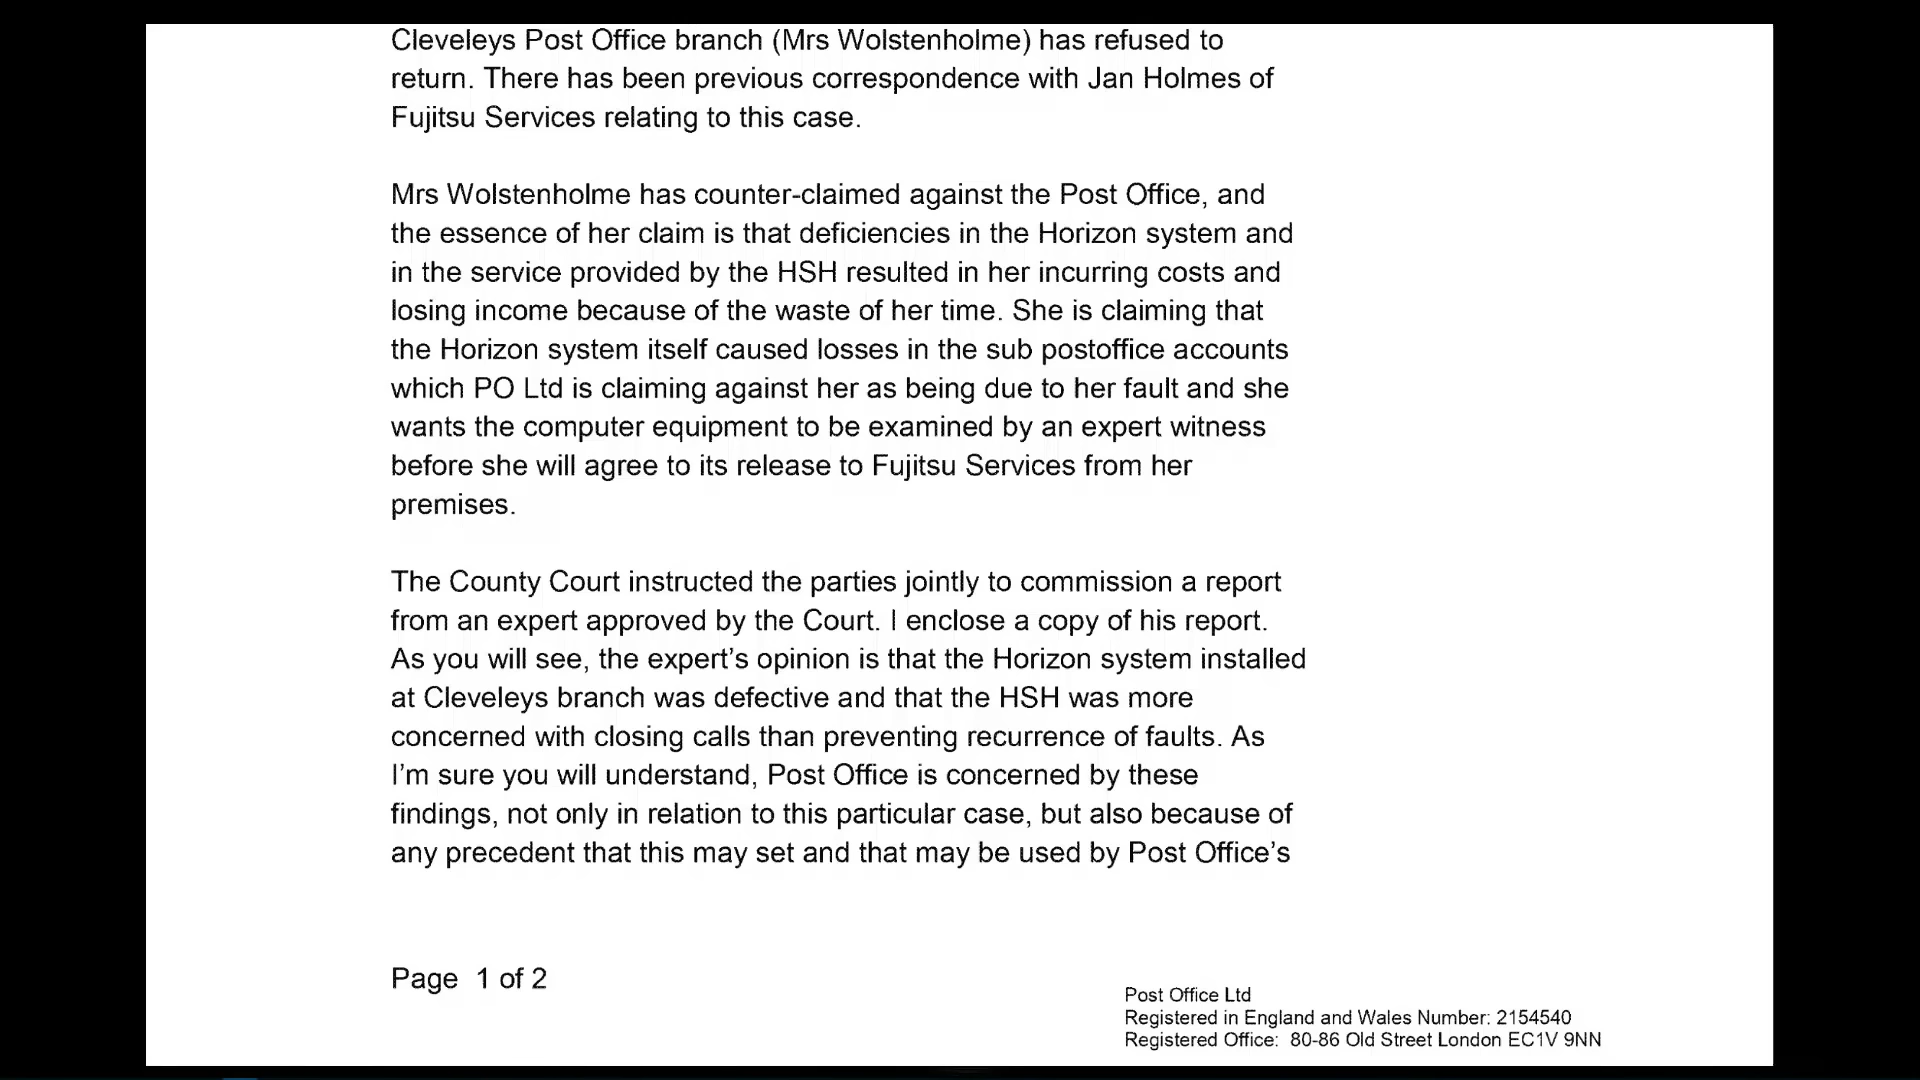 Cleveleys Post Office branch (Mrs Wolstenholme) has refused to
return. There has been previous correspondence with Jan Holmes of
Fujitsu Services relating to this case.
Mrs Wolstenholme has counter-claimed against the Post Office, and
the essence of her claim is that deficiencies in the Horizon system and
in the service provided by the HSH resulted in her incurring costs and
losing income because of the waste of her time. She is claiming that
the Horizon system itself caused losses in the sub postoffice accounts
which PO Ltd is claiming against her as being due to her fault and she
wants the computer equipment to be examined by an expert witness
before she will agree to its release to Fujitsu Services from her
premises.
The County Court instructed the parties jointly to commission a report
from an expert approved by the Court. I enclose a copy of his report.
As you will see, the expert’s opinion is that the Horizon system installed
at Cleveleys branch was defective and that the HSH was more
concerned with closing calls than preventing recurrence of faults. As
I’m sure you will understand, Post Office is concerned by these
findings, not only in relation to this particular case, but also because of
any precedent that this may set and that may be used by Post Office’s
Page 1 of 2
Post Office Ltd
Registered in England and Wales Number: 2154540
Registered Office: 80-86 Old Street London EC1V 9NN